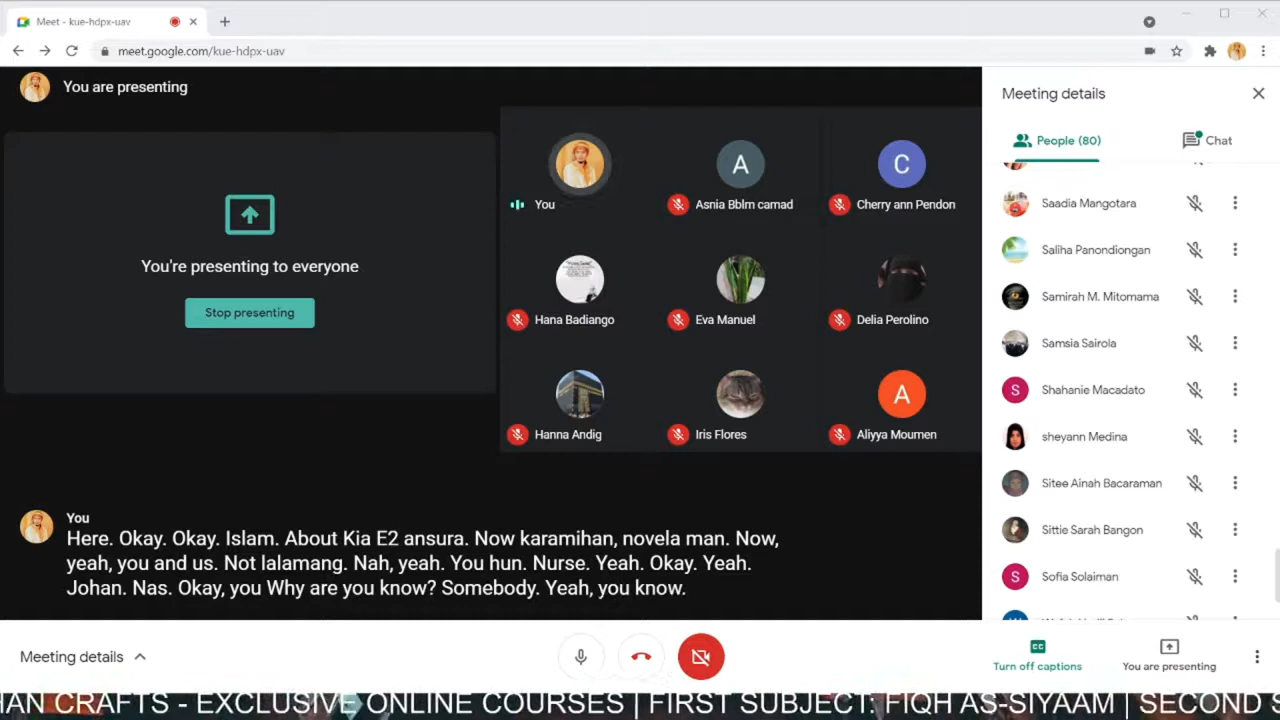 Meet - kue-hdpx-uav
meet.google.com/kue-hdpx-uav
You are presenting
You're presenting to everyone
Stop presenting
You
A
Asnia Bblm camad
C
Cherry ann Pendon
Hana Badiango
Eva Manuel
Delia Perolino
Hanna Andig
Iris Flores
A
Aliyya Moumen
You
Here. Okay. Okay. Islam. About Kia E2 ansura. Now karamihan, novela man. Now,
yeah, you and us. Not lalamang. Nah, yeah. You hun. Nurse. Yeah. Okay. Yeah.
Johan. Nas. Okay, you Why are you know? Somebody. Yeah, you know.
Meeting details
People (80)
Chat
Saadia Mangotara
Saliha Panondiongan
Samirah M. Mitomama
Samsia Sairola
S
Shahanie Macadato
sheyann Medina
Sitee Ainah Bacaraman
Sittie Sarah Bangon
S
Sofia Solaiman
Meeting details
CC
Turn off captions
You are presenting
HAN CRAFTS - EXCLUSIVE ONLINE COURSES | FIRST SUBJECT: FIQH AS-SIYAAM | SECOND S